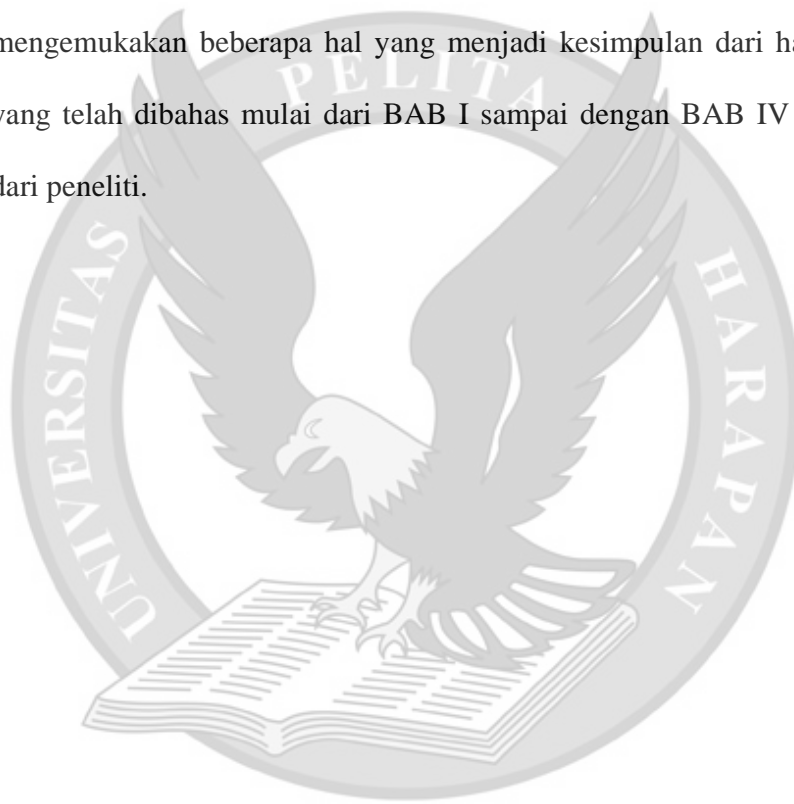 mengemukakan beberapa hal yang menjadi kesimpulan dari
yang telah dibahas mulai dari BAB I sampai dengan BAB IV
dari peneliti.
UNIVERSITAS PELITA HARAPAN